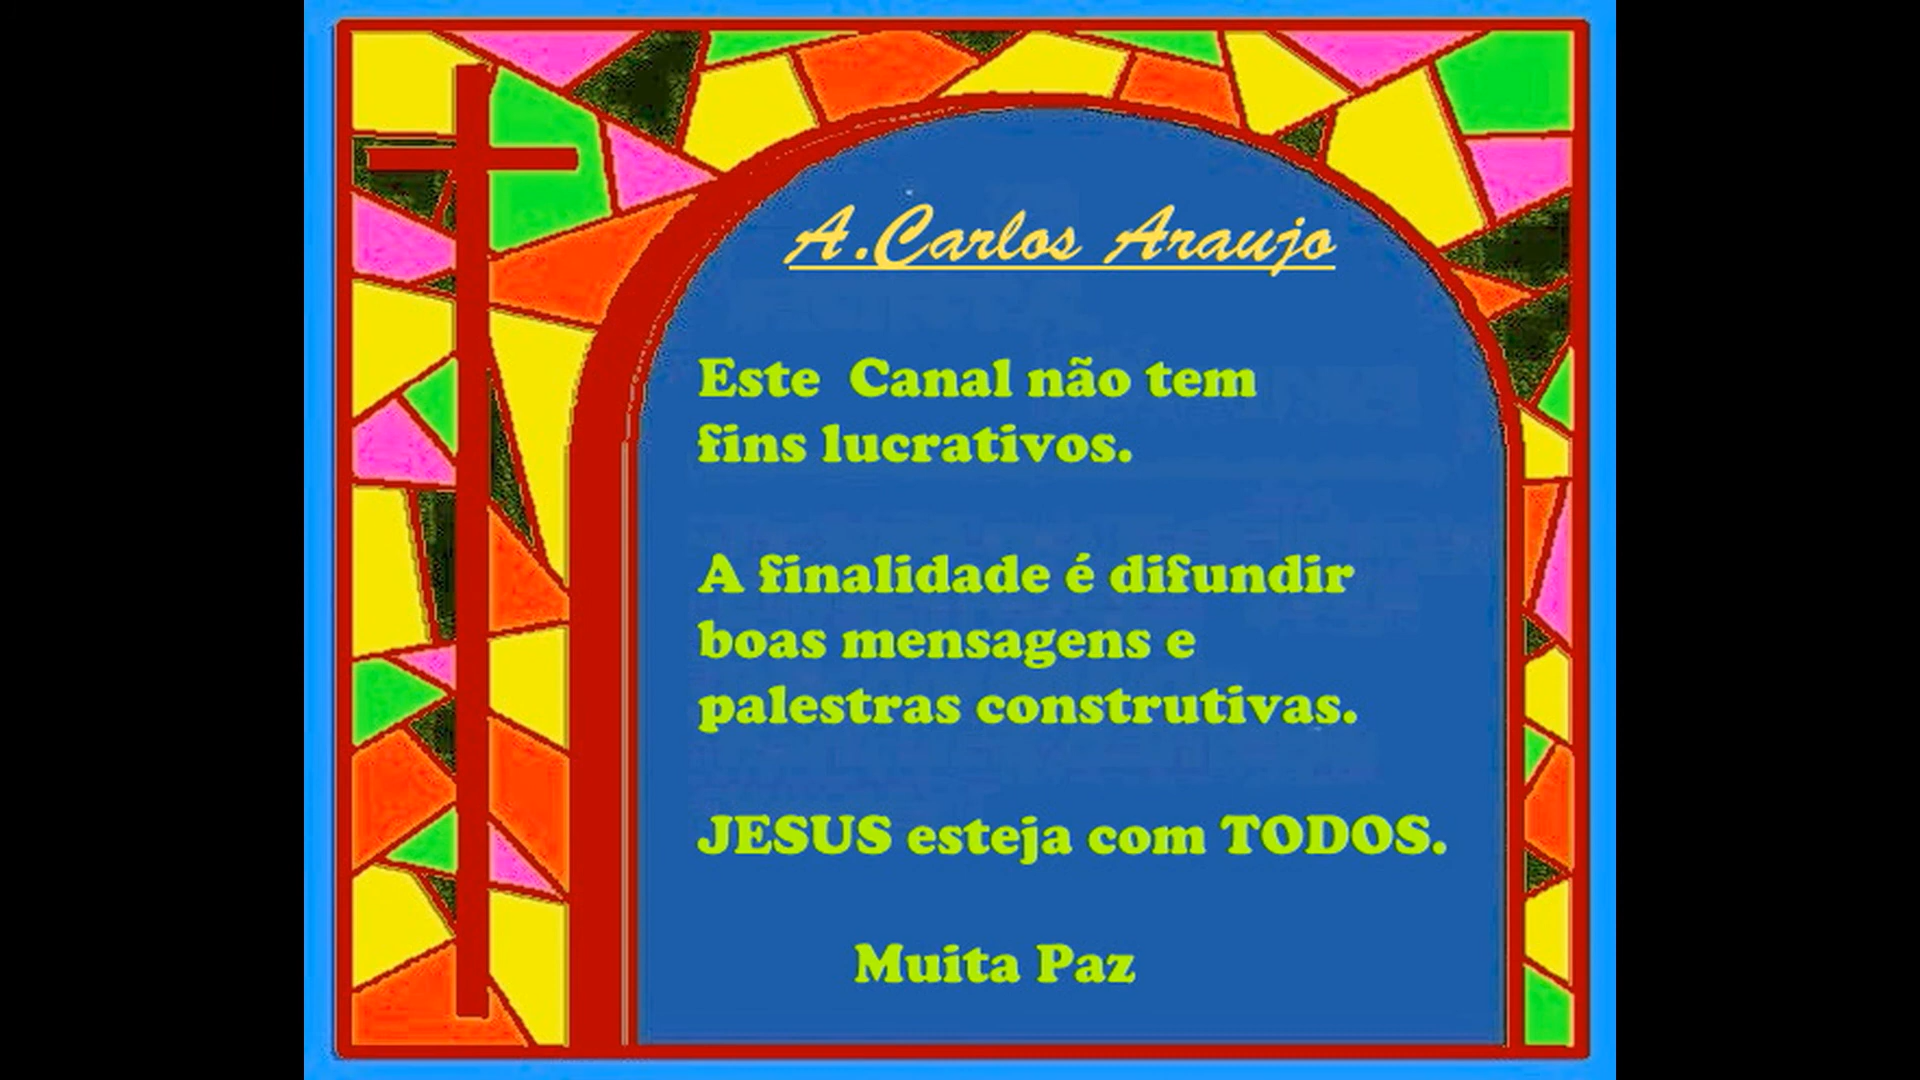 A.Carlos Araujo
Este Canal não tem
fins lucrativos.
A finalidade é difundir
boas mensagens e
palestras construtivas.
JESUS esteja com TODOS.
Muita Paz